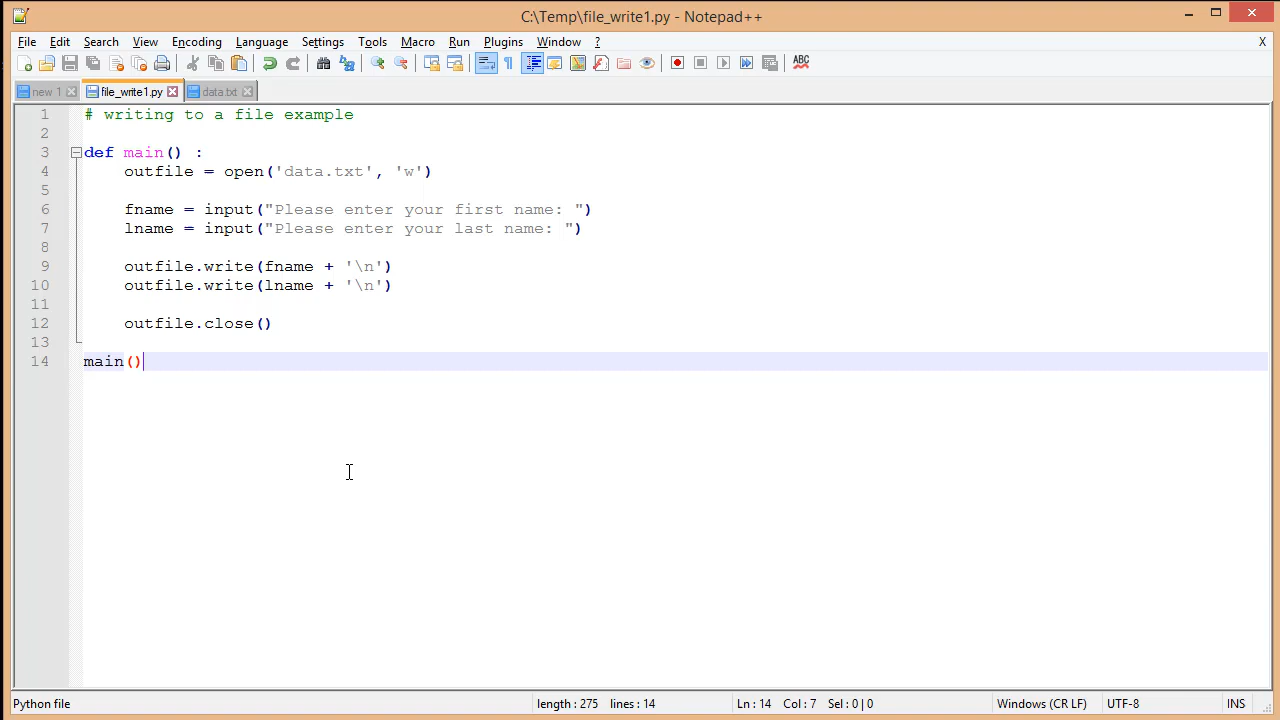 C:\Temp\file_write1.py - Notepad++
File Edit Search View Encoding Language Settings Tools Macro Run Plugins Window ? X
ABC
new 1 file_write1.py data.txt
1 # writing to a file example
2
3 def main() :
4 outfile = open('data.txt', 'w')
5
6 fname = input("Please enter your first name: ")
7 lname = input("Please enter your last name: ")
8
9 outfile.write(fname + '\n')
10 outfile.write(lname + '\n')
11
12 outfile.close()
13
14 main()
Python file length : 275 lines : 14 Ln : 14 Col : 7 Sel : 0 | 0 Windows (CR LF) UTF-8 INS